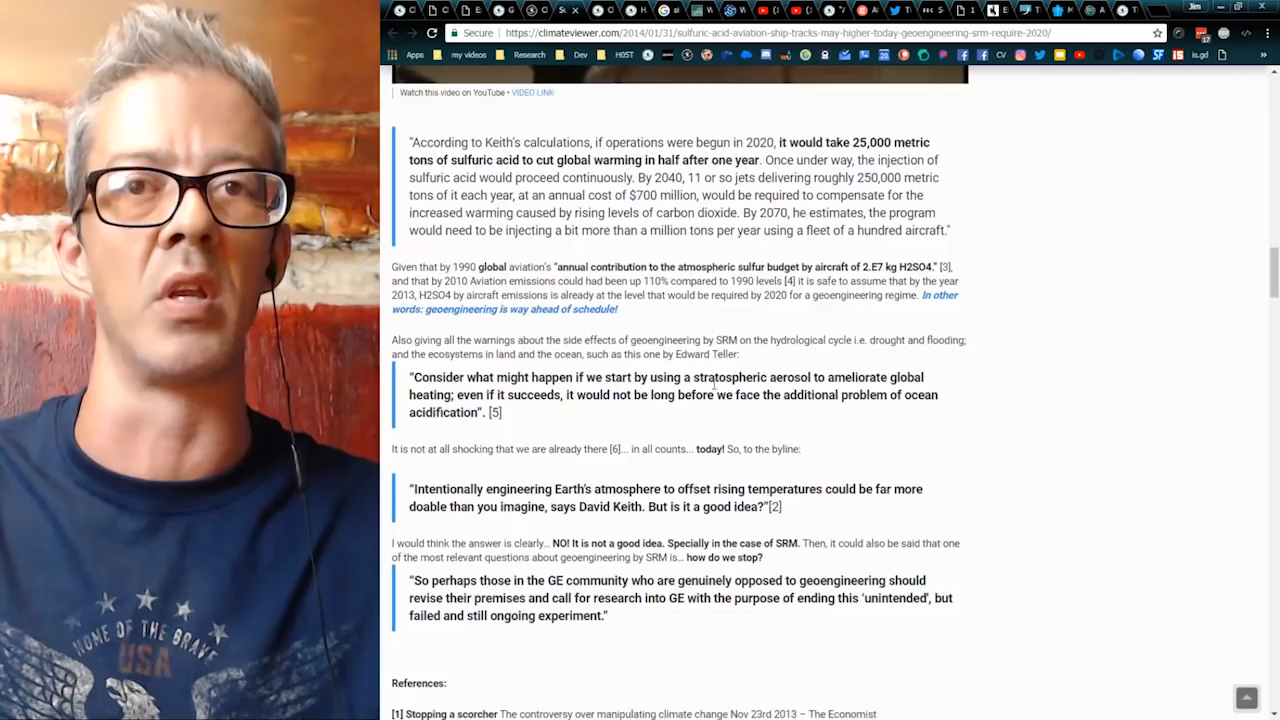 Jim
Secure
https://climateviewer.com/2014/01/31/sulfuric-acid-aviation-ship-tracks-may-higher-today-geoengineering-srm-require-2020/
Apps my videos Research Dev H05T CV is.gd
Watch this video on YouTube • VIDEO LINK
"According to Keith's calculations, if operations were begun in 2020, it would take 25,000 metric
tons of sulfuric acid to cut global warming in half after one year. Once under way, the injection of
sulfuric acid would proceed continuously. By 2040, 11 or so jets delivering roughly 250,000 metric
tons of it each year, at an annual cost of $700 million, would be required to compensate for the
increased warming caused by rising levels of carbon dioxide. By 2070, he estimates, the program
would need to be injecting a bit more than a million tons per year using a fleet of a hundred aircraft."
Given that by 1990 global aviation's "annual contribution to the atmospheric sulfur budget by aircraft of 2.E7 kg H2SO4." [3],
and that by 2010 Aviation emissions could had been up 110% compared to 1990 levels [4] it is safe to assume that by the year
2013, H2SO4 by aircraft emissions is already at the level that would be required by 2020 for a geoengineering regime. In other
words: geoengineering is way ahead of schedule!
Also giving all the warnings about the side effects of geoengineering by SRM on the hydrological cycle i.e. drought and flooding;
and the ecosystems in land and the ocean, such as this one by Edward Teller:
“Consider what might happen if we start by using a stratospheric aerosol to ameliorate global
heating; even if it succeeds, it would not be long before we face the additional problem of ocean
acidification”. [5]
It is not at all shocking that we are already there [6]... in all counts... today! So, to the byline:
“Intentionally engineering Earth's atmosphere to offset rising temperatures could be far more
doable than you imagine, says David Keith. But is it a good idea?”[2]
I would think the answer is clearly... NO! It is not a good idea. Specially in the case of SRM. Then, it could also be said that one
of the most relevant questions about geoengineering by SRM is... how do we stop?
“So perhaps those in the GE community who are genuinely opposed to geoengineering should
revise their premises and call for research into GE with the purpose of ending this ‘unintended’, but
failed and still ongoing experiment.”
References:
[1] Stopping a scorcher The controversy over manipulating climate change Nov 23rd 2013 – The Economist
HOME OF THE BRAVE
USA